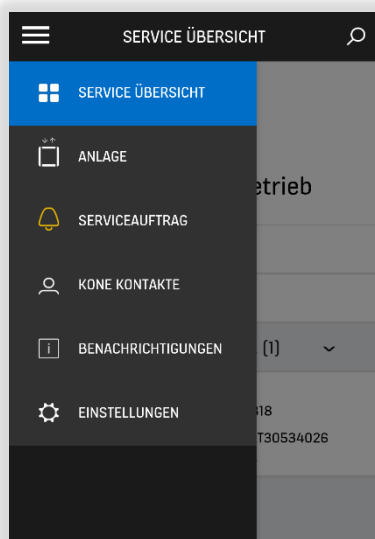 SERVICE ÜBERSICHT
SERVICE ÜBERSICHT
ANLAGE
etrieb
SERVICEAUFTRAG
KONE KONTAKTE
BENACHRICHTIGUNGEN
(1)
EINSTELLUNGEN
318
T30534026